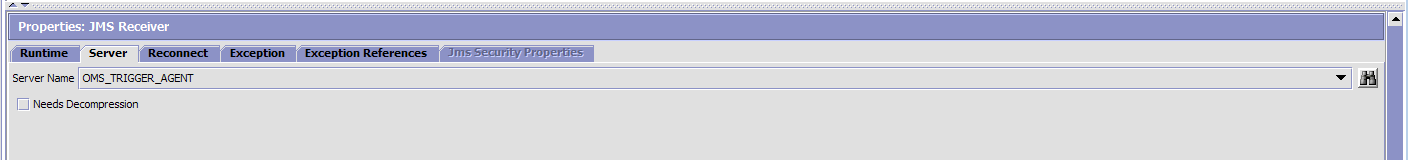 Properties: JMS Receiver
Runtime Server Reconnect Exception Exception References Jms Security Properties
Server Name OMS_TRIGGER_AGENT
Needs Decompression